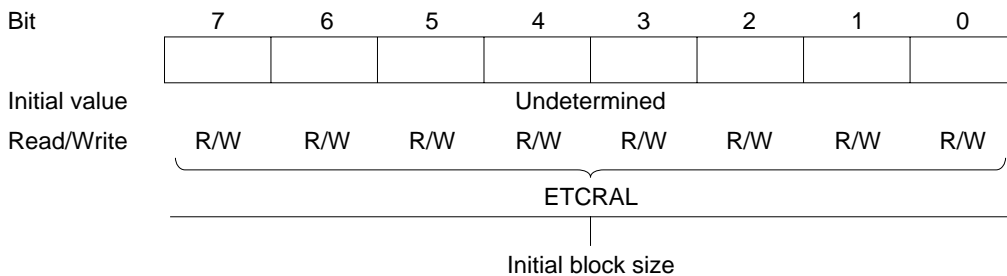 Bit 7 6 5 4 3 2 1 0
Initial value Undetermined
Read/Write R/W R/W R/W R/W R/W R/W R/W R/W
ETCRAL
Initial block size